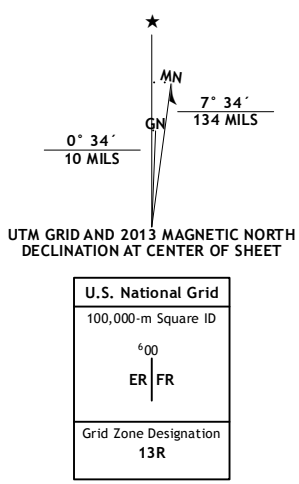 ★
MN
GN
7° 34´
134 MILS
0° 34´
10 MILS
UTM GRID AND 2013 MAGNETIC NORTH
DECLINATION AT CENTER OF SHEET
U.S. National Grid
100,000-m Square ID
⁶00
ER FR
Grid Zone Designation
13R